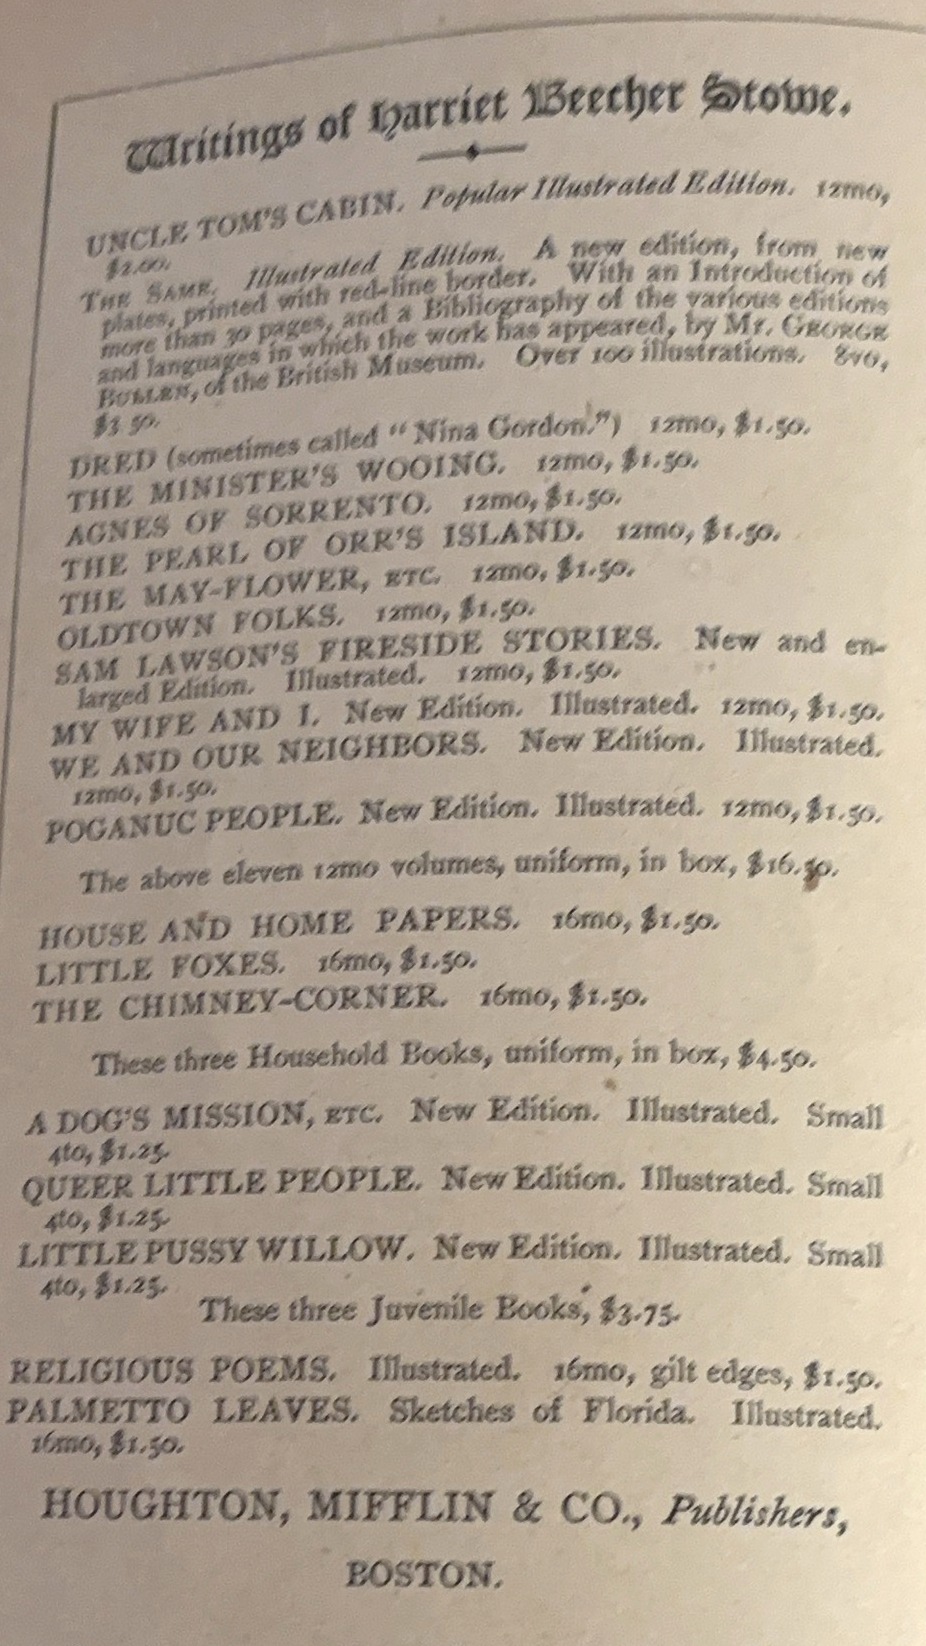 Writings of Harriet Beecher Stowe.
UNCLE TOM'S CABIN. Popular Illustrated Edition. 12mo,
$2.00.
THE SAME. Illustrated Edition. A new edition, from new
plates, printed with red-line border. With an Introduction of
more than 30 pages, and a Bibliography of the various editions
and languages in which the work has appeared, by Mr. GEORGE
BULLEN, of the British Museum. Over 100 illustrations. 8vo,
$3.50.
DRED (sometimes called "Nina Gordon.") 12mo, $1.50.
THE MINISTER'S WOOING. 12mo, $1.50.
AGNES OF SORRENTO. 12mo, $1.50.
THE PEARL OF ORR'S ISLAND. 12mo, $1.50.
THE MAY-FLOWER, ETC. 12mo, $1.50.
OLDTOWN FOLKS. 12mo, $1.50.
SAM LAWSON'S FIRESIDE STORIES. New and en-
larged Edition. Illustrated. 12mo, $1.50.
MY WIFE AND I. New Edition. Illustrated. 12mo, $1.50.
WE AND OUR NEIGHBORS. New Edition. Illustrated.
12mo, $1.50.
POGANUC PEOPLE. New Edition. Illustrated. 12mo, $1.50.
The above eleven 12mo volumes, uniform, in box, $16.50.
HOUSE AND HOME PAPERS. 16mo, $1.50.
LITTLE FOXES. 16mo, $1.50.
THE CHIMNEY-CORNER. 16mo, $1.50.
These three Household Books, uniform, in box, $4.50.
A DOG'S MISSION, ETC. New Edition. Illustrated. Small
4to, $1.25.
QUEER LITTLE PEOPLE. New Edition. Illustrated. Small
4to, $1.25.
LITTLE PUSSY WILLOW. New Edition. Illustrated. Small
4to, $1.25.
These three Juvenile Books, $3.75.
RELIGIOUS POEMS. Illustrated. 16mo, gilt edges, $1.50.
PALMETTO LEAVES. Sketches of Florida. Illustrated.
16mo, $1.50.
HOUGHTON, MIFFLIN & CO., Publishers,
BOSTON.